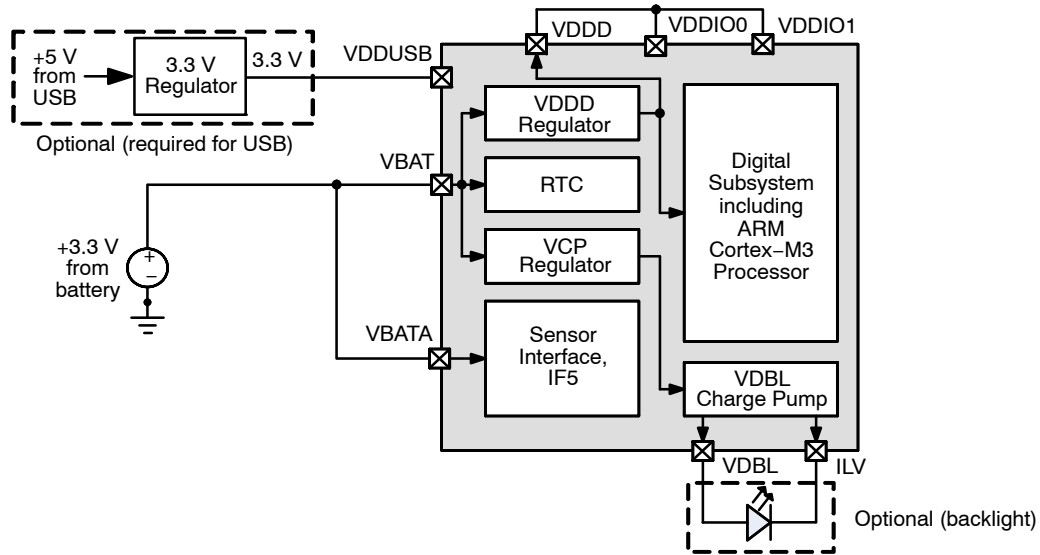 VDDD
VDDIO0
VDDIO1
+5 V
from
USB
3.3 V
Regulator
3.3 V
VDDUSB
Optional (required for USB)
VDDD
Regulator
VBAT
RTC
Digital
Subsystem
including
ARM
Cortex−M3
Processor
+3.3 V
from
battery
+
−
VCP
Regulator
VBATA
Sensor
Interface,
IF5
VDBL
Charge Pump
VDBL
ILV
Optional (backlight)